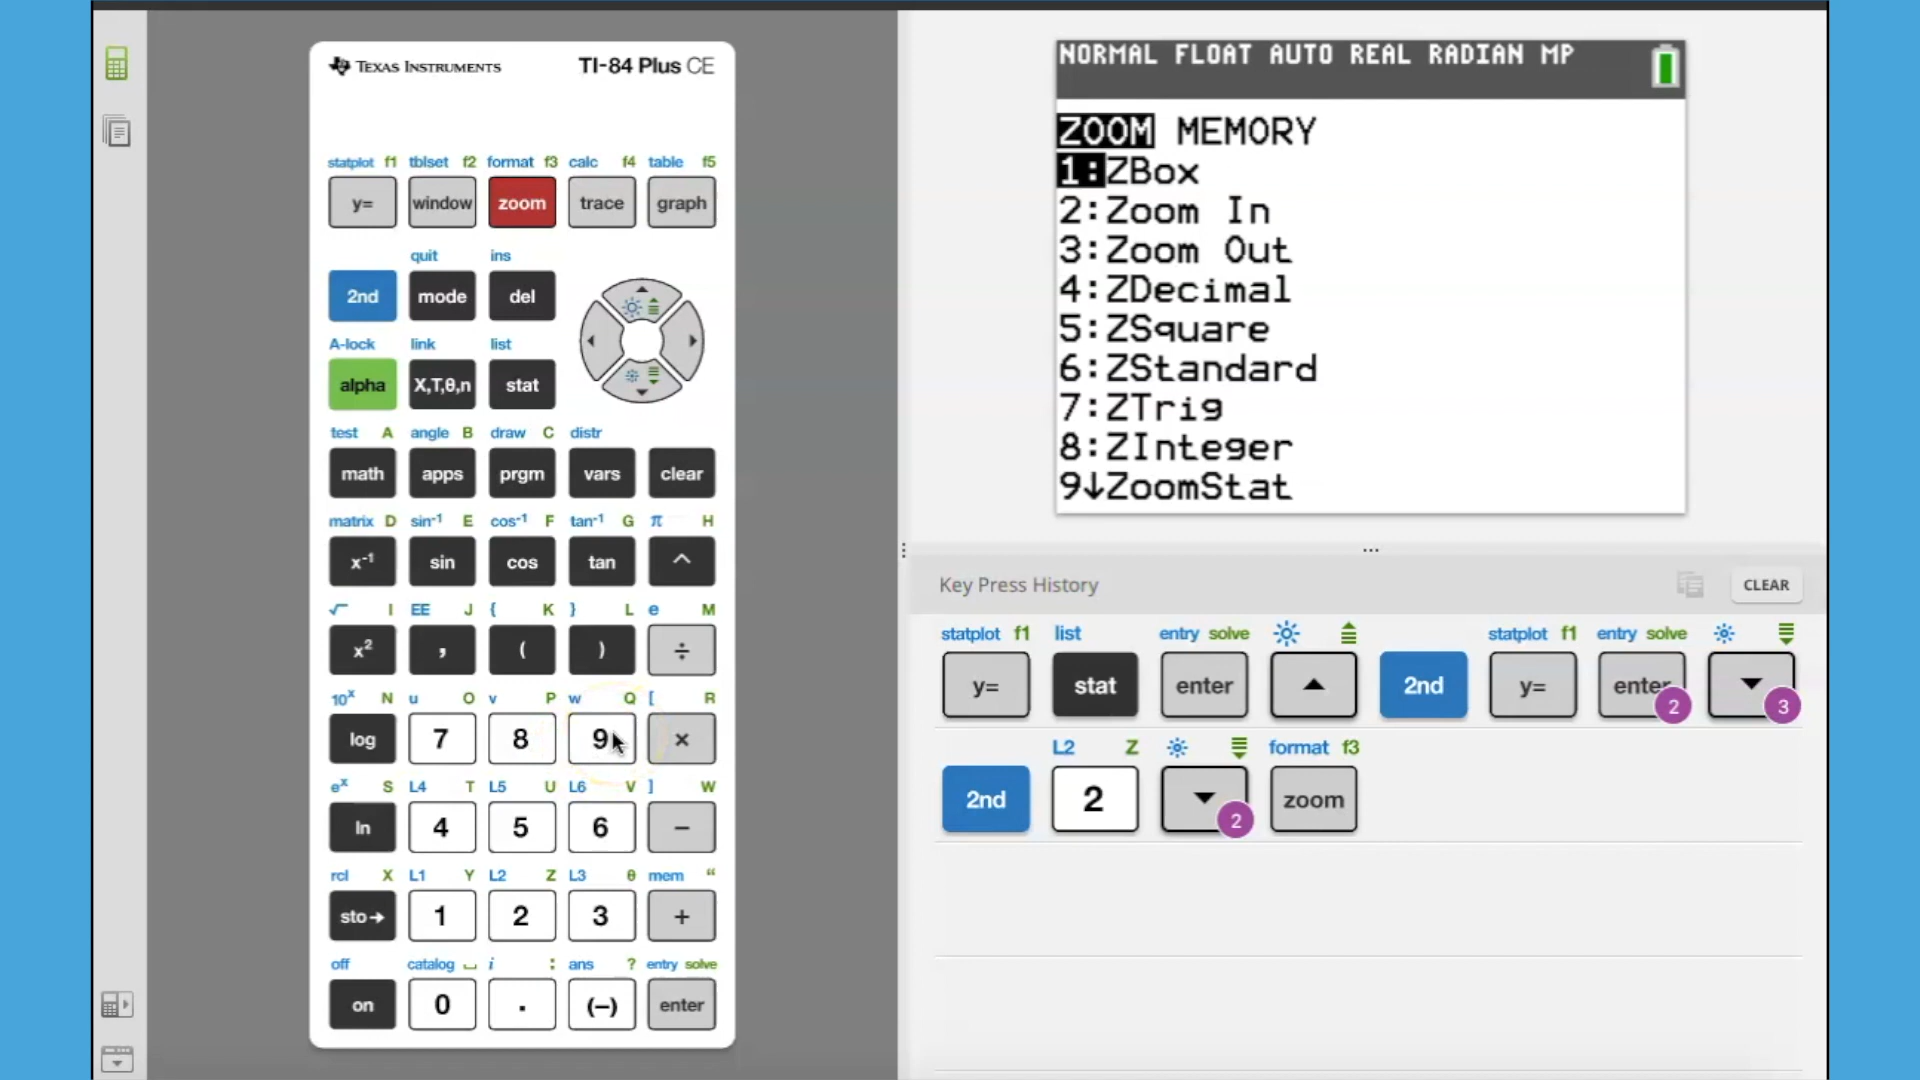 TEXAS INSTRUMENTS TI-84 Plus CE
statplot f1 tblset f2 format f3 calc f4 table f5
y= window zoom trace graph
quit ins
2nd mode del
A-lock link list
alpha X,T,θ,n stat
test A angle B draw C distr
math apps prgm vars clear
matrix D sin⁻¹ E cos⁻¹ F tan⁻¹ G π H
x⁻¹ sin cos tan ^
√ I EE J { K } L e M
x² , ( ) ÷
10ˣ N u O v P w Q [ R
log 7 8 9 ×
eˣ S L4 T L5 U L6 V ] W
ln 4 5 6 −
rcl X L1 Y L2 Z L3 θ mem “
sto→ 1 2 3 +
off catalog ⎵ i : ans ? entry solve
on 0 . (−) enter
NORMAL FLOAT AUTO REAL RADIAN MP
ZOOM MEMORY
1:ZBox
2:Zoom In
3:Zoom Out
4:ZDecimal
5:ZSquare
6:ZStandard
7:ZTrig
8:ZInteger
9↓ZoomStat
Key Press History CLEAR
statplot f1 list entry solve statplot f1 entry solve
y= stat enter 2nd y= enter 2 3
L2 Z format f3
2nd 2 2 zoom